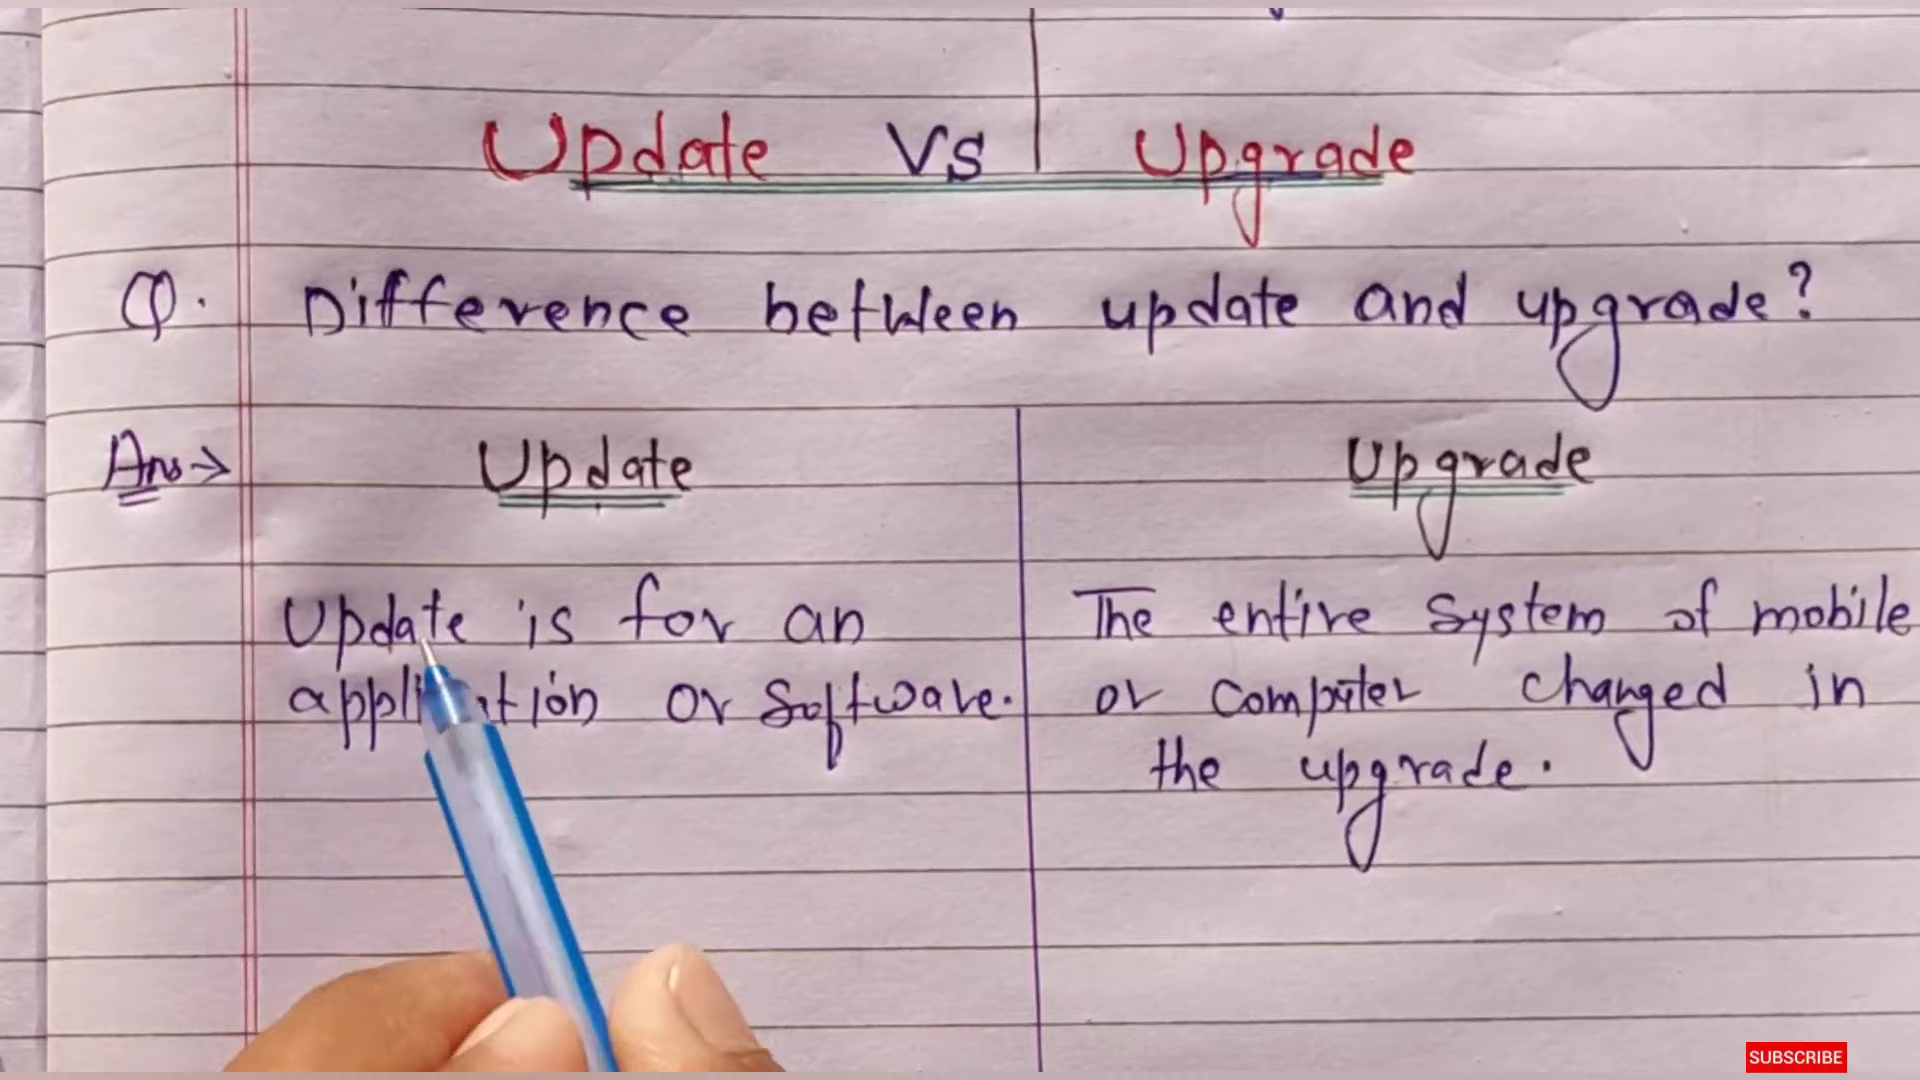 Update Vs Upgrade
Q. Difference between update and upgrade?
Ans→ Update Upgrade
Update is for an
application or software.
The entire system of mobile
or computer changed in
the upgrade.
SUBSCRIBE